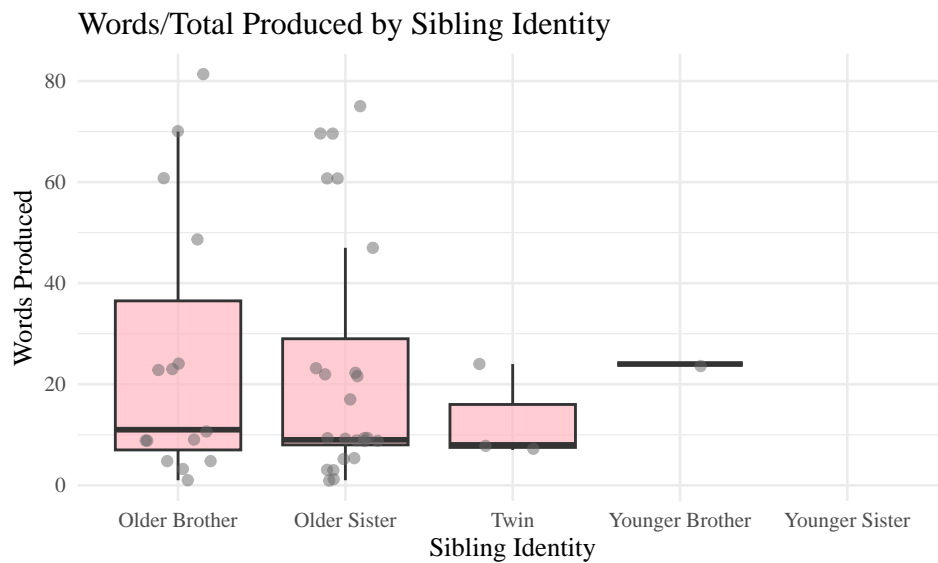 Words/Total Produced by Sibling Identity
Words Produced
80
60
40
20
0
Older Brother
Older Sister
Twin
Younger Brother
Younger Sister
Sibling Identity